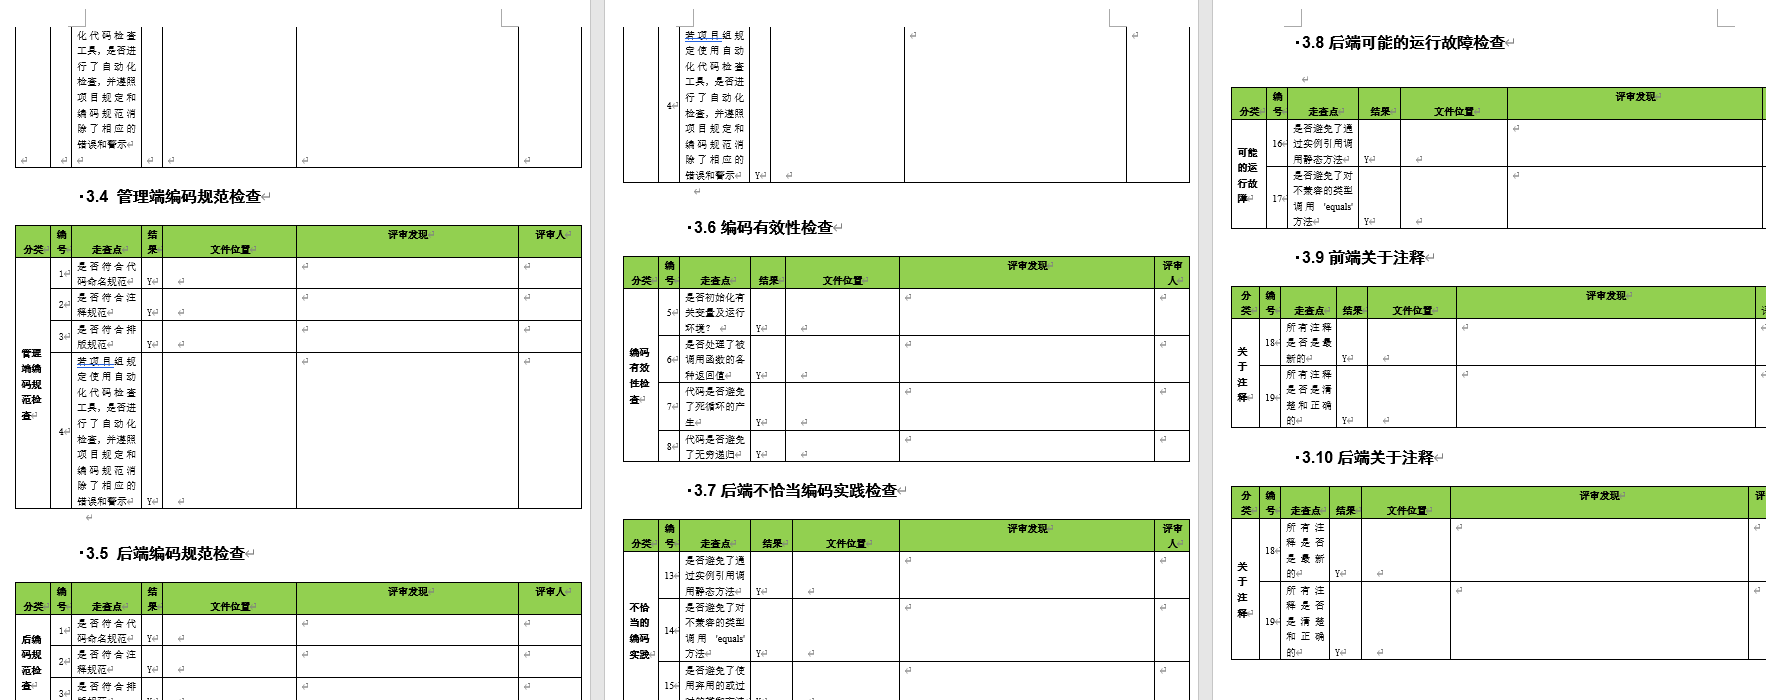 化代码检查
工具，是否进
行了自动化
检查，并遵照
项目规定和
编码规范消
除了相应的
错误和警示
3.4 管理端编码规范检查
分类 编号 走查点 结果 文件位置 评审发现 评审人
管理端编码规范检查
1 是否符合代
码命名规范 Y
2 是否符合注
释规范 Y
3 是否符合排
版规范 Y
4 若项目组规
定使用自动
化代码检查
工具，是否进
行了自动化
检查，并遵照
项目规定和
编码规范消
除了相应的
错误和警示 Y
3.5 后端编码规范检查
分类 编号 走查点 结果 文件位置 评审发现 评审人
后编码规范检查
1 是否符合代
码命名规范 Y
2 是否符合注
释规范 Y
3 是否符合排
4 若项目组规
定使用自动
化代码检查
工具，是否进
行了自动化
检查，并遵照
项目规定和
编码规范消
除了相应的
错误和警示 Y
3.6 编码有效性检查
分类 编号 走查点 结果 文件位置 评审发现 评审人
编码有效性检查
5 是否初始化有
关变量及运行
环境？ Y
6 是否处理了被
调用函数的各
种返回值 Y
7 代码是否避免
了死循环的产
生 Y
8 代码是否避免
了无穷递归 Y
3.7 后端不恰当编码实践检查
分类 编号 走查点 结果 文件位置 评审发现 评审人
不恰当的编码实践
13 是否避免了通
过实例引用调
用静态方法 Y
14 是否避免了对
不兼容的类型
调用 'equals'
方法 Y
15 是否避免了使
用弃用的或过
3.8 后端可能的运行故障检查
分类 编号 走查点 结果 文件位置 评审发现
可能的运行故障
16 是否避免了通
过实例引用调
用静态方法 Y
17 是否避免了对
不兼容的类型
调用 'equals'
方法 Y
3.9 前端关于注释
分类 编号 走查点 结果 文件位置 评审发现
关于注释
18 所有注释
是否是最
新的 Y
19 所有注释
是否是清
楚和正确
的 Y
3.10 后端关于注释
分类 编号 走查点 结果 文件位置 评审发现 评
关于注释
18 所有注
释是否
是最新
的 Y
19 所有注
释是否
是清楚
和正确
的 Y